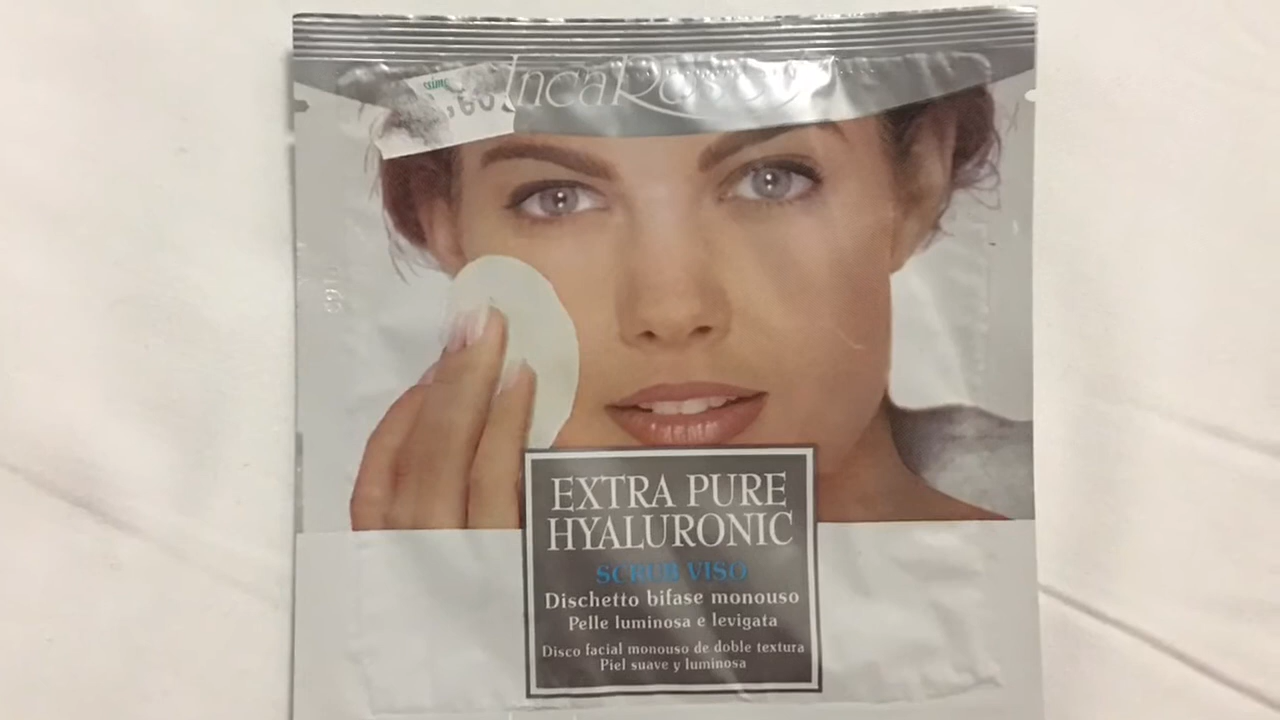 IncaRose
EXTRA PURE
HYALURONIC
SCRUB VISO
Dischetto bifase monouso
Pelle luminosa e levigata
Disco facial monouso de doble textura
Piel suave y luminosa